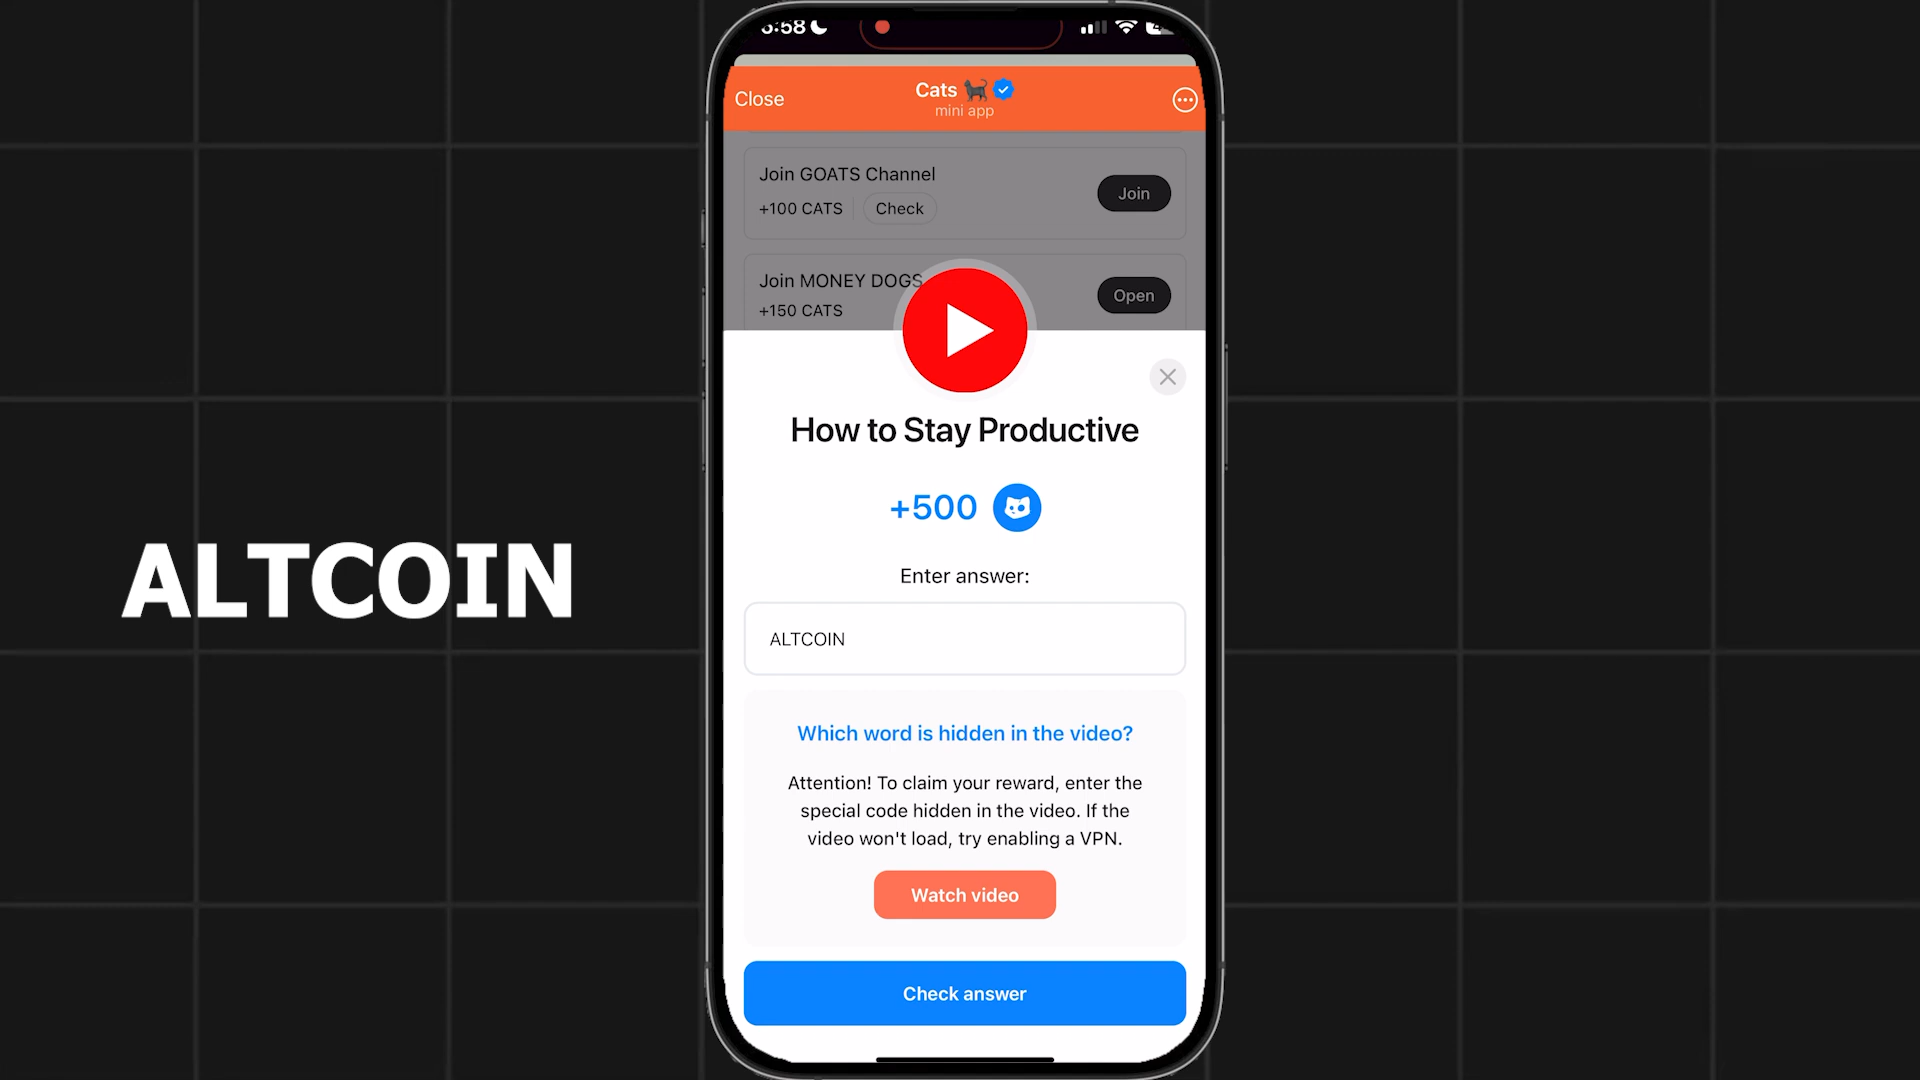 Close
Cats
mini app
Join GOATS Channel
+100 CATS
Check
Join
Join MONEY DOGS
+150 CATS
Open
How to Stay Productive
+500
ALTCOIN
Enter answer:
ALTCOIN
Which word is hidden in the video?
Attention! To claim your reward, enter the
special code hidden in the video. If the
video won't load, try enabling a VPN.
Watch video
Check answer